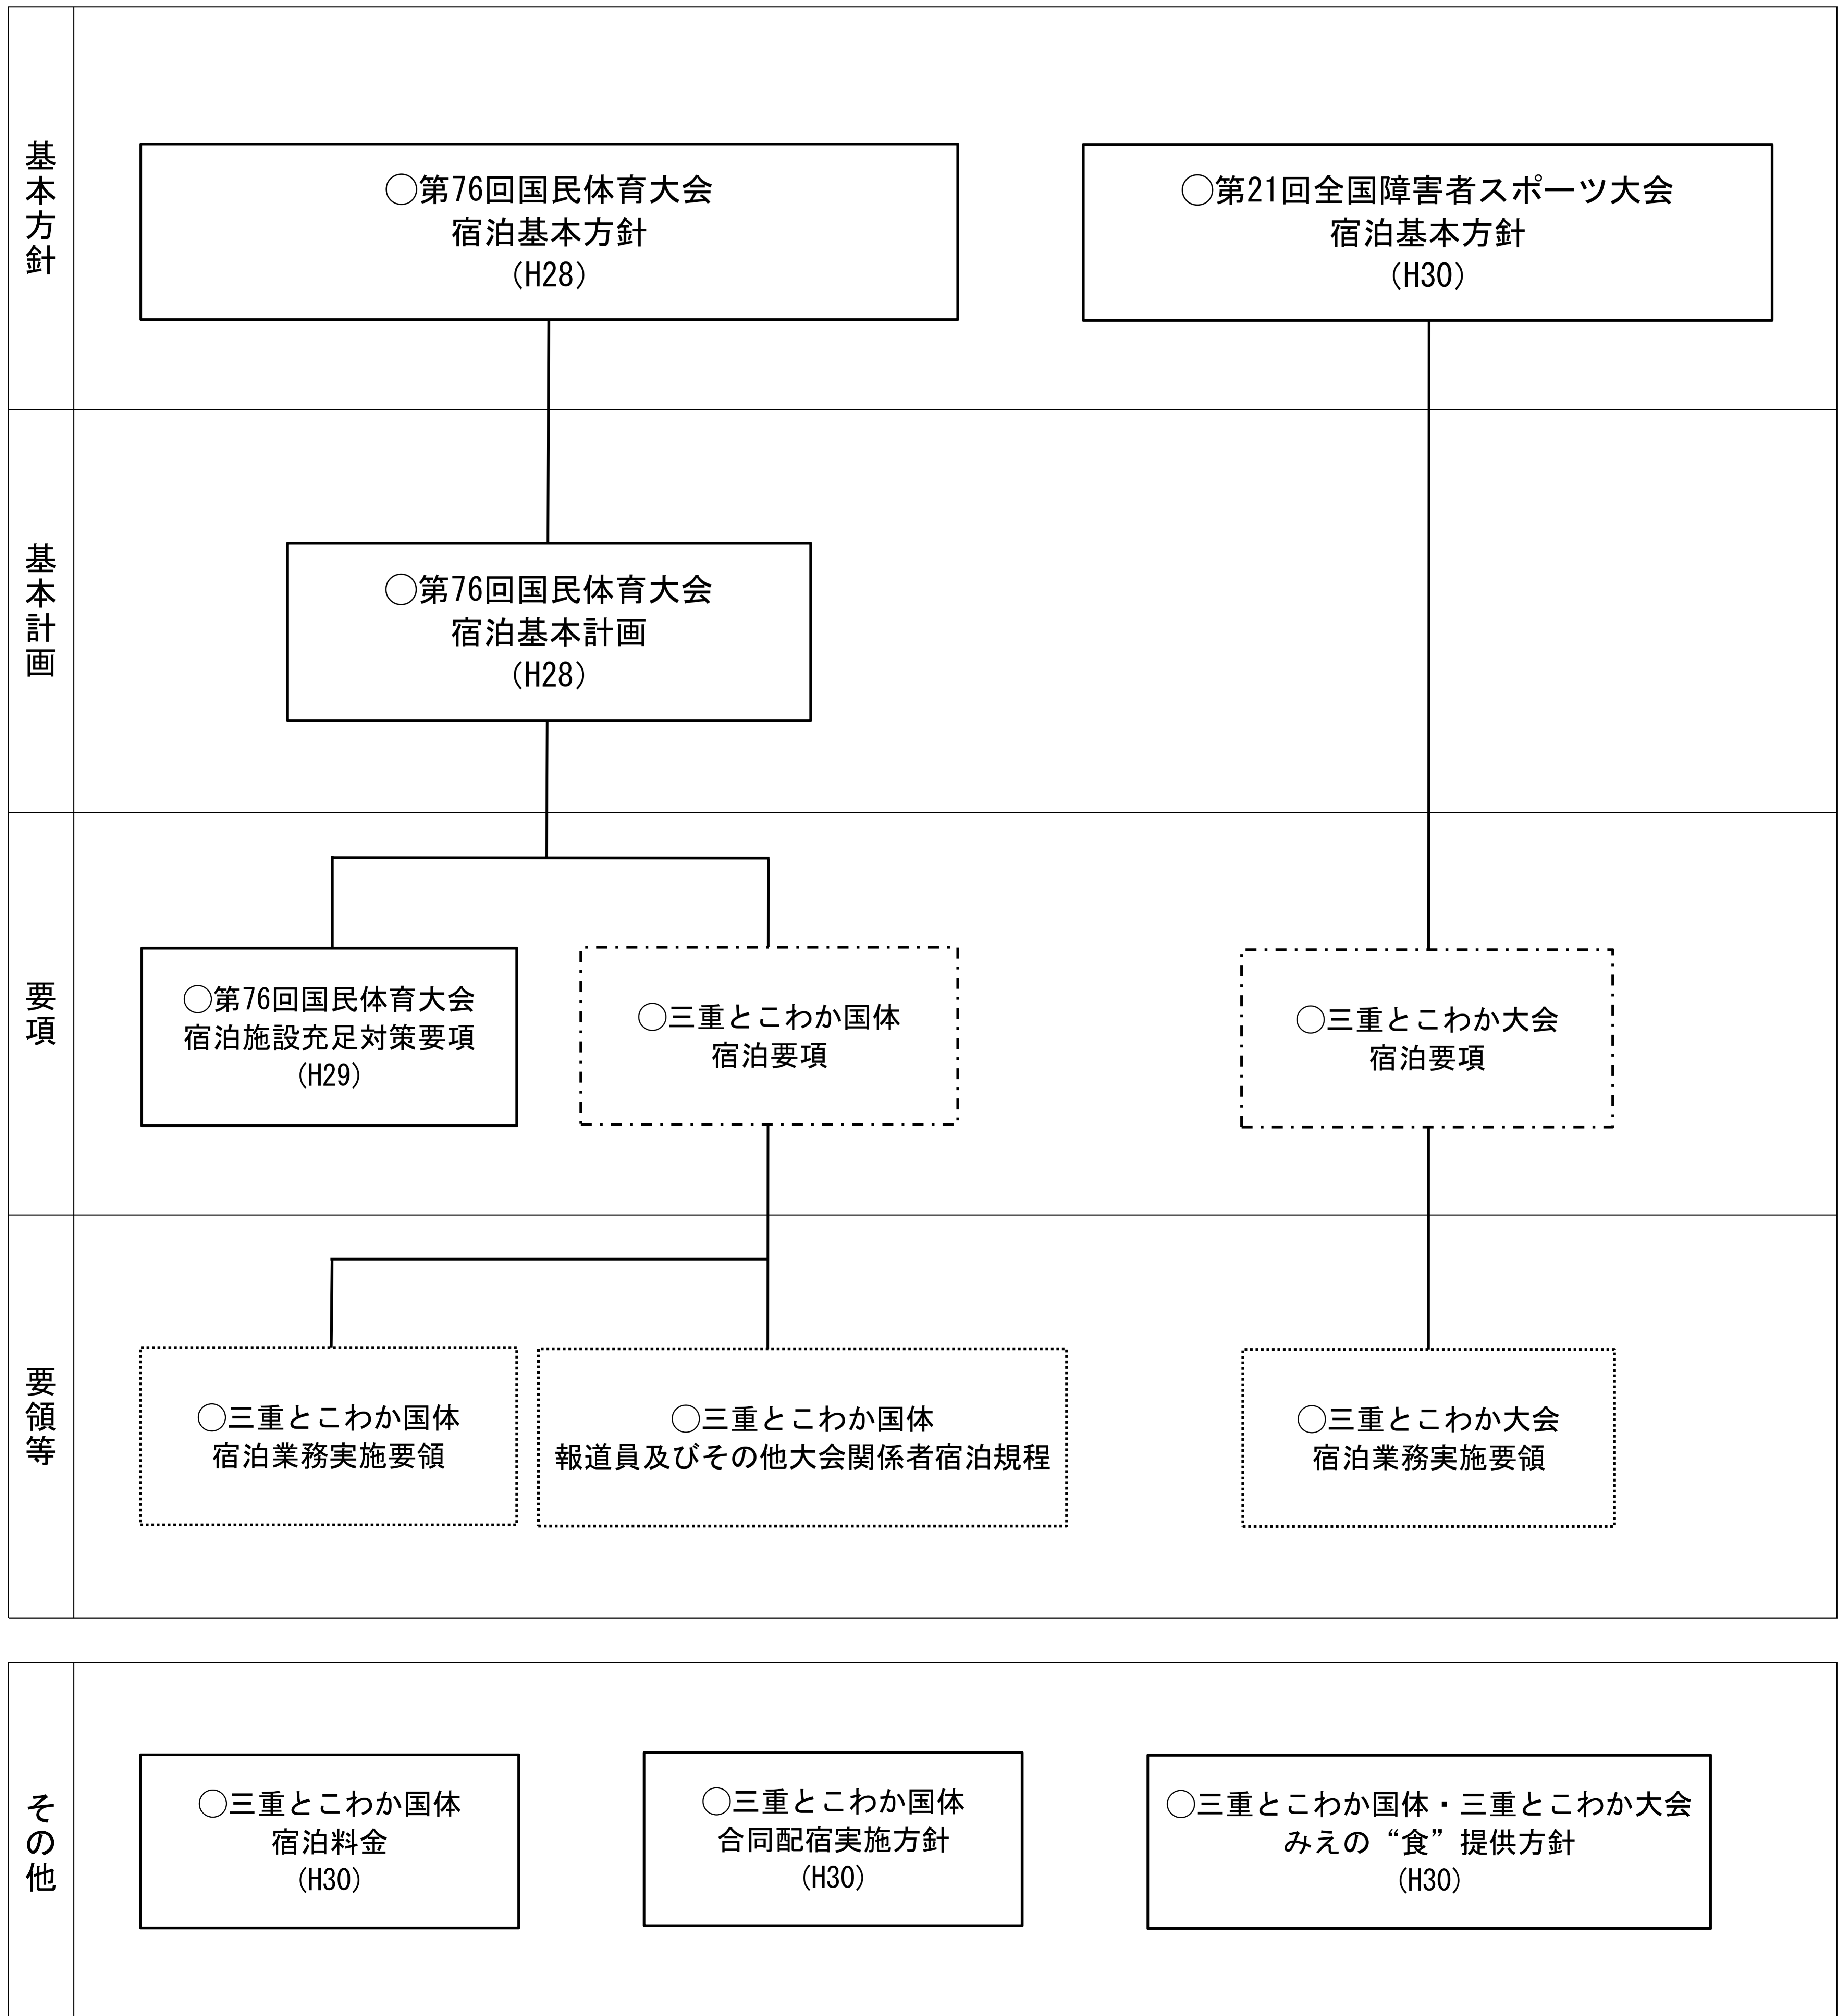 基本方針
◯第76回国民体育大会
宿泊基本方針
（H28）
◯第21回全国障害者スポーツ大会
宿泊基本方針
（H30）
基本計画
◯第76回国民体育大会
宿泊基本計画
（H28）
要項
◯第76回国民体育大会
宿泊施設充足対策要項
（H29）
◯三重とこわか国体
宿泊要項
◯三重とこわか大会
宿泊要項
要領等
◯三重とこわか国体
宿泊業務実施要領
◯三重とこわか国体
報道員及びその他大会関係者宿泊規程
◯三重とこわか大会
宿泊業務実施要領
その他
◯三重とこわか国体
宿泊料金
（H30）
◯三重とこわか国体
合同配宿実施方針
（H30）
◯三重とこわか国体・三重とこわか大会
みえの“食”提供方針
（H30）